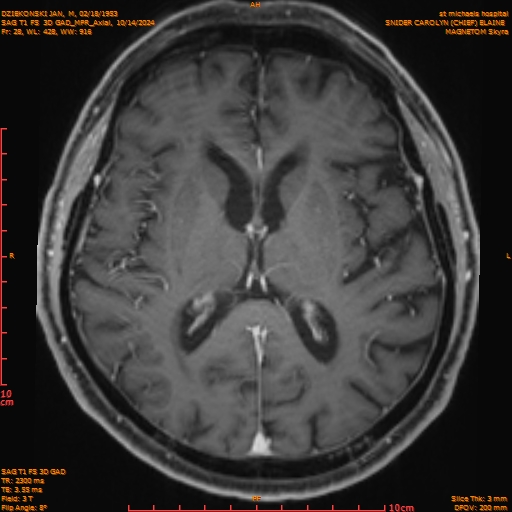 AH
DZIEKONSKI JAN, M, 02/18/1953
SAG T1 FS 3D GAD_MPR_Axial, 10/14/2024
Fr: 28, WL: 428, WW: 916
st michaels hospital
SNIDER CAROLYN (CHIEF) ELAINE
MAGNETOM Skyra
R
L
10
cm
SAG T1 FS 3D GAD
TR: 2300 ms
TE: 3.55 ms
Field: 3 T
Flip Angle: 8°
PF
10cm
Slice Thk: 3 mm
DFOV: 200 mm